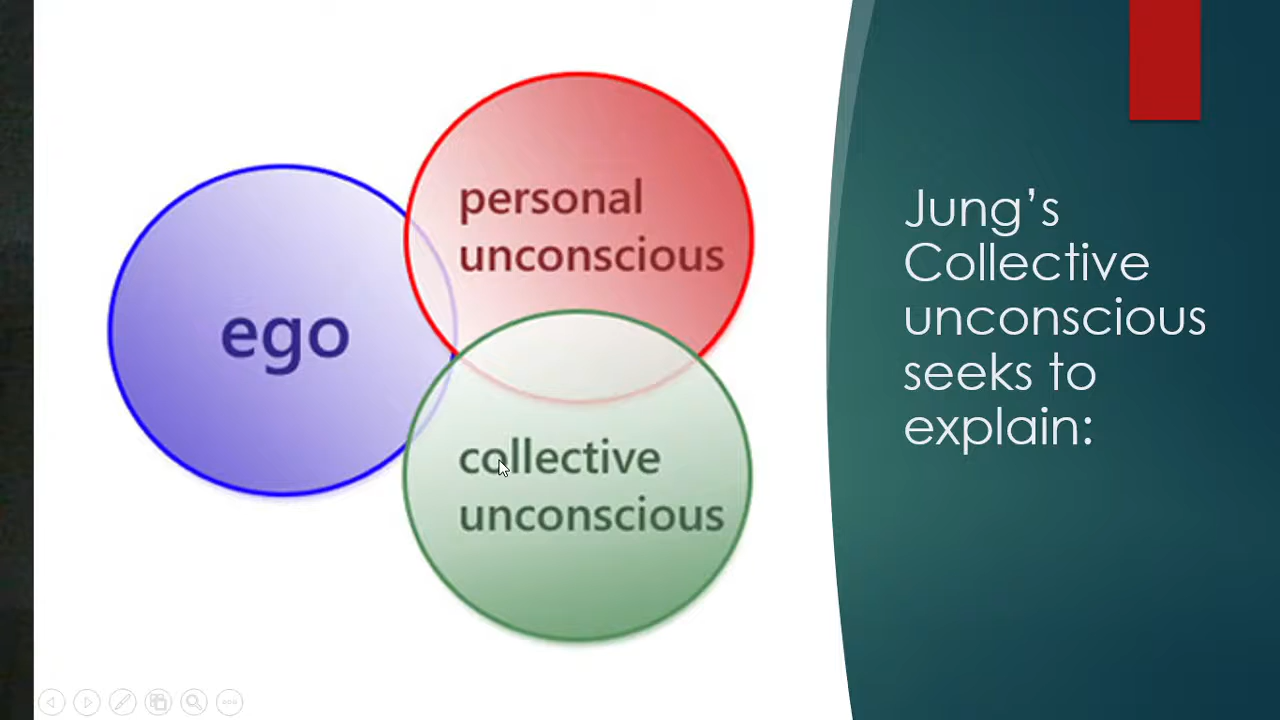 ego
personal
unconscious
collective
unconscious
Jung’s
Collective
unconscious
seeks to
explain: